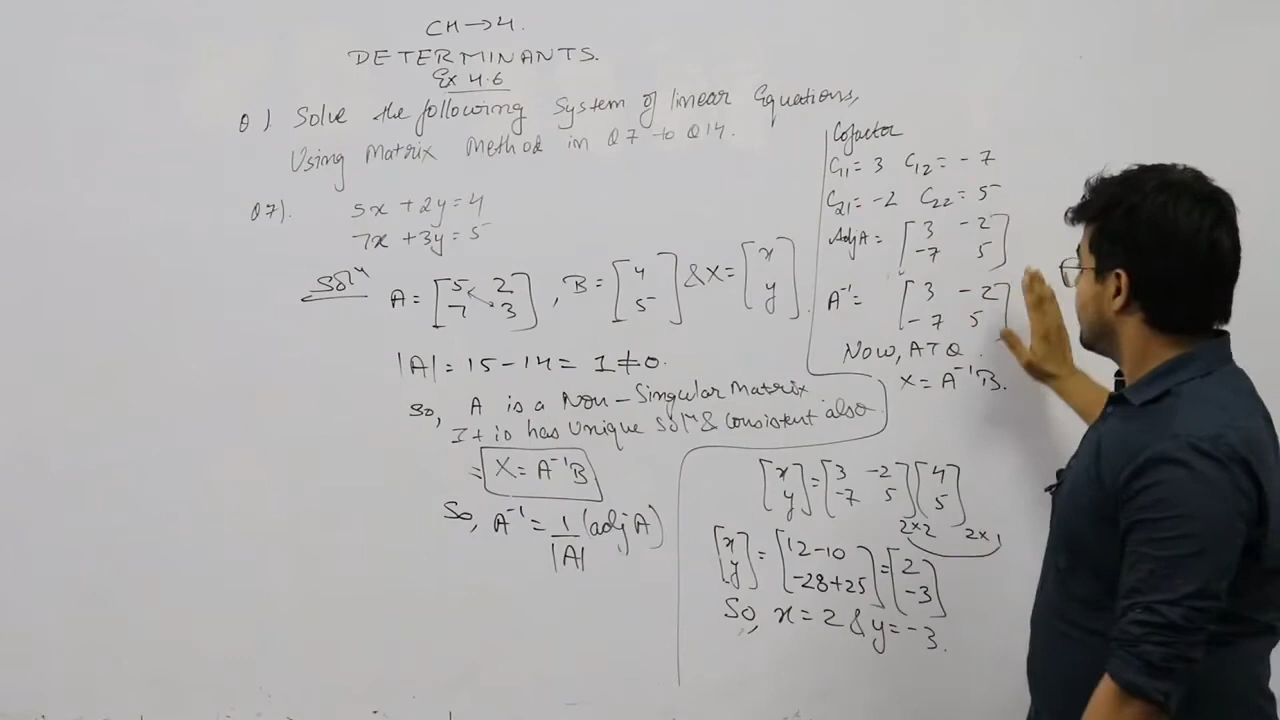 CH→4.
DETERMINANTS.
Ex 4.6
Q). Solve the following System of linear Equations,
Using Matrix Method in Q7 to Q14.
Q7). 5x + 2y = 4
7x + 3y = 5
Solⁿ A = [5 2 7 3], B = [4 5] & X = [x y].
|A| = 15 - 14 = 1 ≠ 0.
So, A is a Non-Singular Matrix
It is has Unique Solⁿ & Consistent also
= X = A⁻¹B
So, A⁻¹ = 1/|A| (adj A)
Cofactor
C11 = 3 C12 = -7
C21 = -2 C22 = 5
Adj A = [3 -2 -7 5]
A⁻¹ = [3 -2 -7 5]
Now, ATQ.
X = A⁻¹B.
[x y] = [3 -2 -7 5] [4 5]
2×2 2×1
[x y] = [12-10 -28+25] = [2 -3]
So, x = 2 & y = -3.